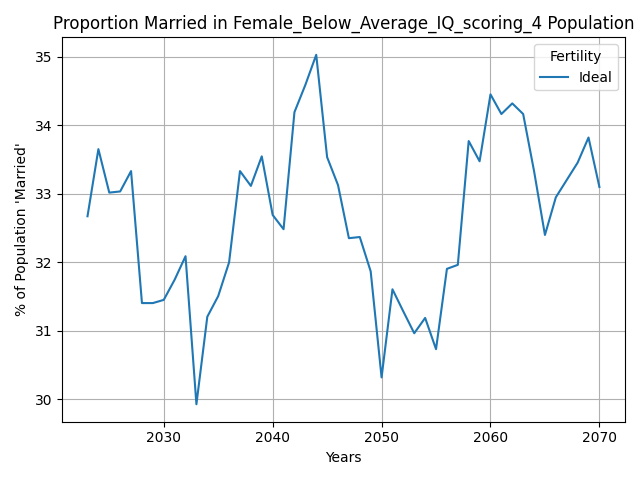 Proportion Married in Female_Below_Average_IQ_scoring_4 Population
Fertility
Ideal
% of Population 'Married'
35
34
33
32
31
30
2030 2040 2050 2060 2070
Years